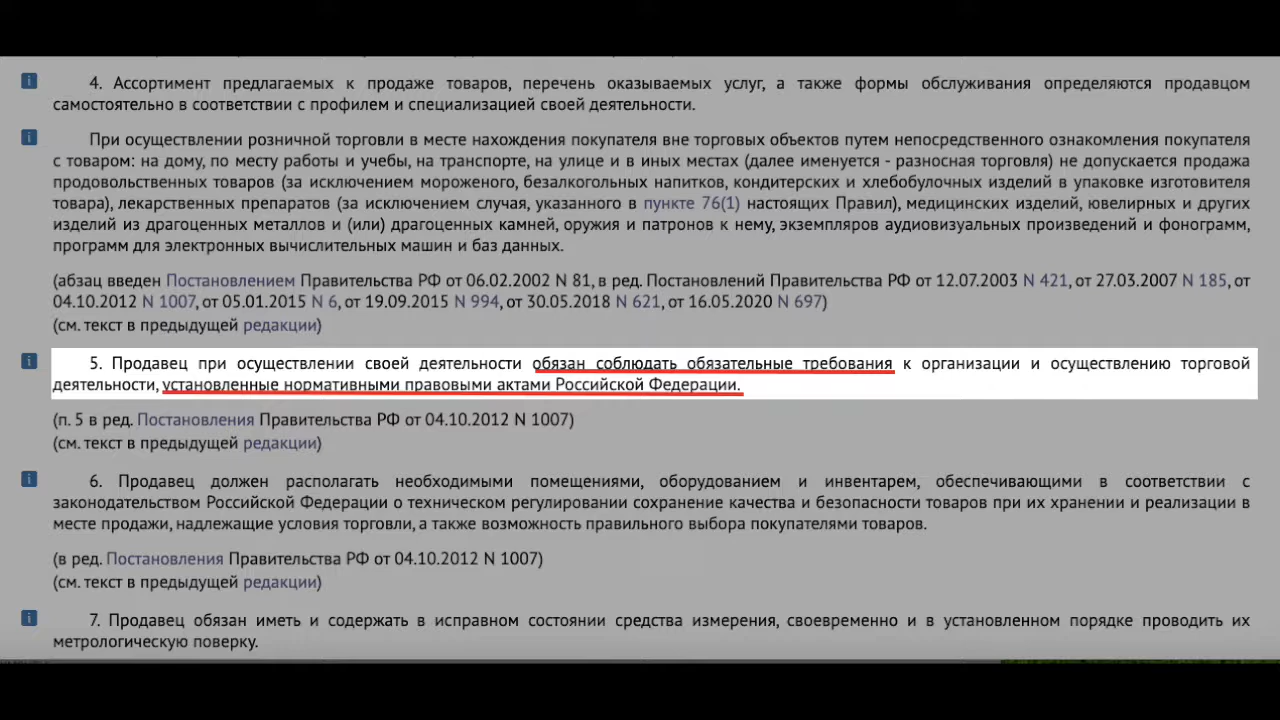 4. Ассортимент предлагаемых к продаже товаров, перечень оказываемых услуг, а также формы обслуживания определяются продавцом
самостоятельно в соответствии с профилем и специализацией своей деятельности.
При осуществлении розничной торговли в месте нахождения покупателя вне торговых объектов путем непосредственного ознакомления покупателя
с товаром: на дому, по месту работы и учебы, на транспорте, на улице и в иных местах (далее именуется - разносная торговля) не допускается продажа
продовольственных товаров (за исключением мороженого, безалкогольных напитков, кондитерских и хлебобулочных изделий в упаковке изготовителя
товара), лекарственных препаратов (за исключением случая, указанного в пункте 76(1) настоящих Правил), медицинских изделий, ювелирных и других
изделий из драгоценных металлов и (или) драгоценных камней, оружия и патронов к нему, экземпляров аудиовизуальных произведений и фонограмм,
программ для электронных вычислительных машин и баз данных.
(абзац введен Постановлением Правительства РФ от 06.02.2002 N 81, в ред. Постановлений Правительства РФ от 12.07.2003 N 421, от 27.03.2007 N 185, от
04.10.2012 N 1007, от 05.01.2015 N 6, от 19.09.2015 N 994, от 30.05.2018 N 621, от 16.05.2020 N 697)
(см. текст в предыдущей редакции)
5. Продавец при осуществлении своей деятельности обязан соблюдать обязательные требования к организации и осуществлению торговой
деятельности, установленные нормативными правовыми актами Российской Федерации.
(п. 5 в ред. Постановления Правительства РФ от 04.10.2012 N 1007)
(см. текст в предыдущей редакции)
6. Продавец должен располагать необходимыми помещениями, оборудованием и инвентарем, обеспечивающими в соответствии с
законодательством Российской Федерации о техническом регулировании сохранение качества и безопасности товаров при их хранении и реализации в
месте продажи, надлежащие условия торговли, а также возможность правильного выбора покупателями товаров.
(в ред. Постановления Правительства РФ от 04.10.2012 N 1007)
(см. текст в предыдущей редакции)
7. Продавец обязан иметь и содержать в исправном состоянии средства измерения, своевременно и в установленном порядке проводить их
метрологическую поверку.